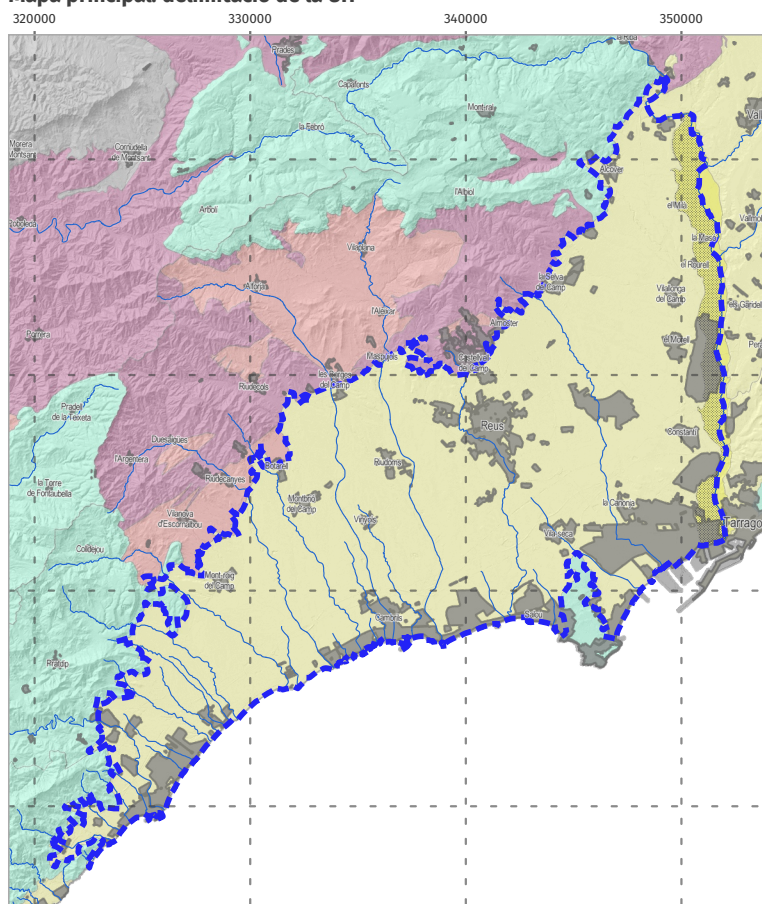 Mapa principal: delimitació de la UH
320000
330000
340000
350000
la Riba
Prades
Capafonts
Mont-ral
la Febró
Morera
Montsant
Cornudella
de Montsant
Alcover
l'Albiol
Arbolí
el Milà
Poboleda
Vilaplana
la Masó
Vallmoll
el Rourell
Alforja
la Selva
del Camp
Vilallonga
del Camp
l'Aleixar
els Garidells
Almoster
Porrera
el Morell
Maspujols
Castellvell
del Camp
les Borges
del Camp
Riudecols
Pradell
de la Teixeta
Reus
Constantí
Duesaigües
l'Argentera
Botarell
Riudoms
Riudecanyes
la Torre
de Fontaubella
Montbrió
del Camp
la Canonja
Vilanova
d'Escornalbou
Vinyols
Tarrago
Vila-seca
Colldejou
Mont-roig
del Camp
Cambrils
Salou
Pratdip